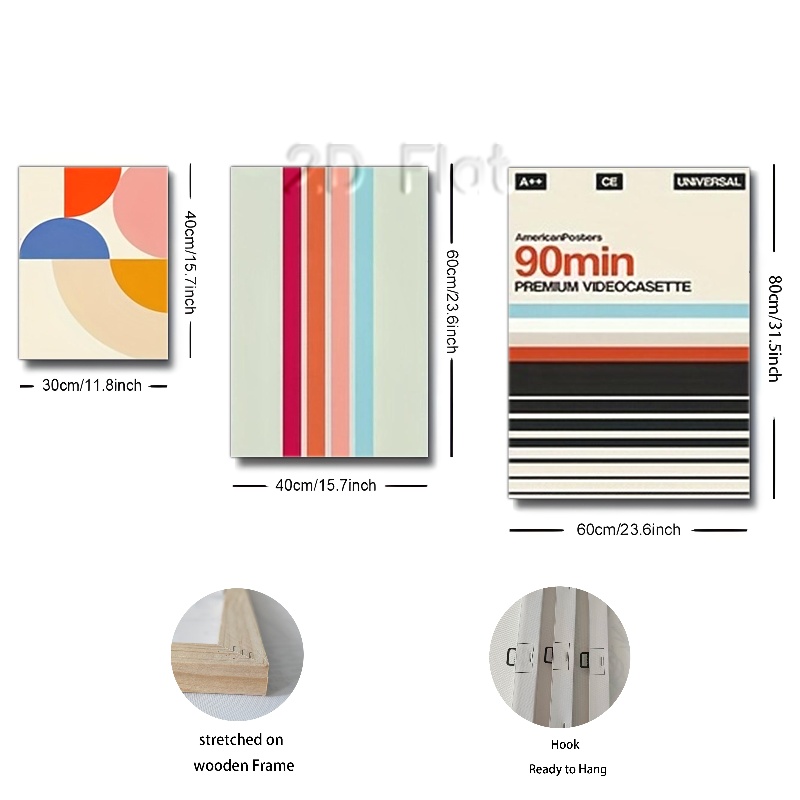 2D Flat
A++ CE UNIVERSAL
AmericanPosters
90min
PREMIUM VIDEOCASETTE
40cm/15.7inch
60cm/23.6inch
80cm/31.5inch
30cm/11.8inch
40cm/15.7inch
60cm/23.6inch
stretched on
wooden Frame
Hook
Ready to Hang